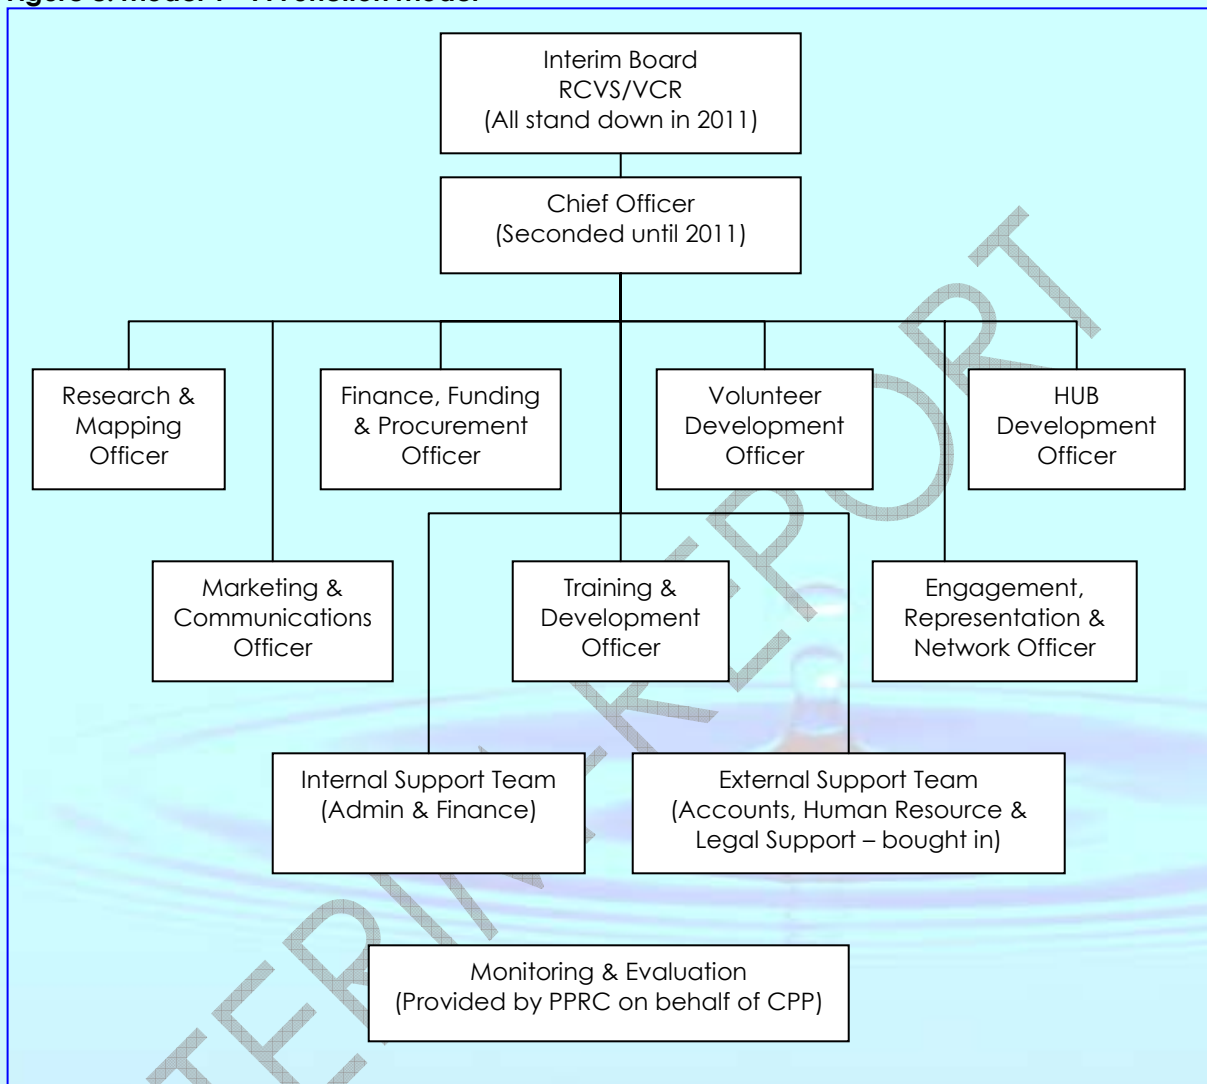 Interim Board
RCVS/VCR
(All stand down in 2011)
Chief Officer
(Seconded until 2011)
Research &
Mapping
Officer
Finance, Funding
& Procurement
Officer
Volunteer
Development
Officer
HUB
Development
Officer
Marketing &
Communications
Officer
Training &
Development
Officer
Engagement,
Representation &
Network Officer
Internal Support Team
(Admin & Finance)
External Support Team
(Accounts, Human Resource &
Legal Support – bought in)
Monitoring & Evaluation
(Provided by PPRC on behalf of CPP)
TERIM REPORT